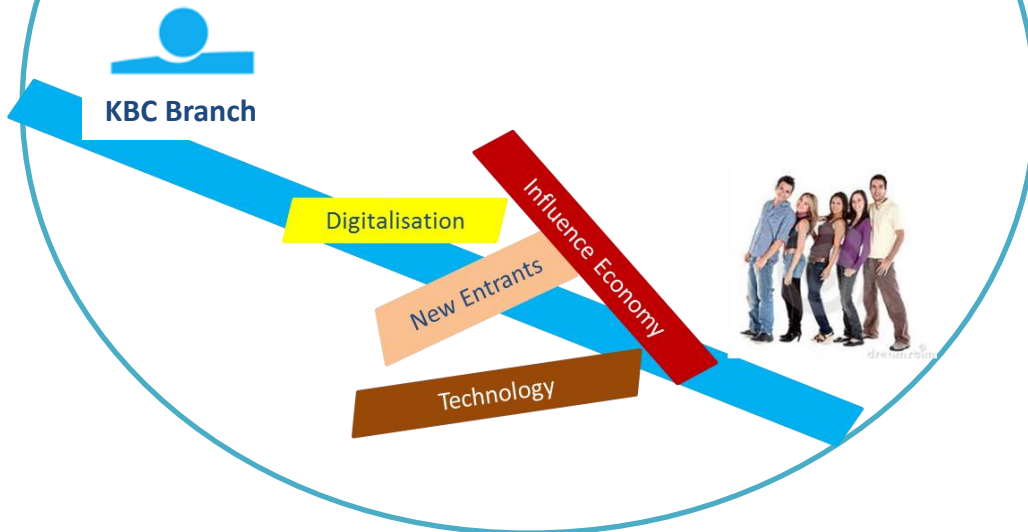 KBC Branch
Digitalisation
Influence Economy
New Entrants
Technology